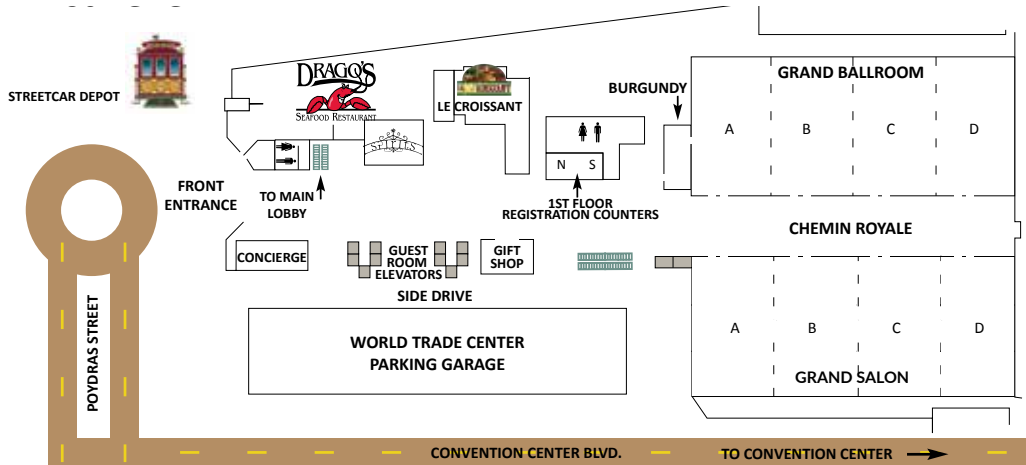 STREETCAR DEPOT
DRAGO'S
SEAFOOD RESTAURANT
LE CROISSANT
BURGUNDY
GRAND BALLROOM
A B C D
N S
FRONT
ENTRANCE
TO MAIN
LOBBY
1ST FLOOR
REGISTRATION COUNTERS
CHEMIN ROYALE
CONCIERGE
GUEST
ROOM
ELEVATORS
GIFT
SHOP
SIDE DRIVE
WORLD TRADE CENTER
PARKING GARAGE
A B C D
GRAND SALON
POYDRAS STREET
CONVENTION CENTER BLVD.
TO CONVENTION CENTER